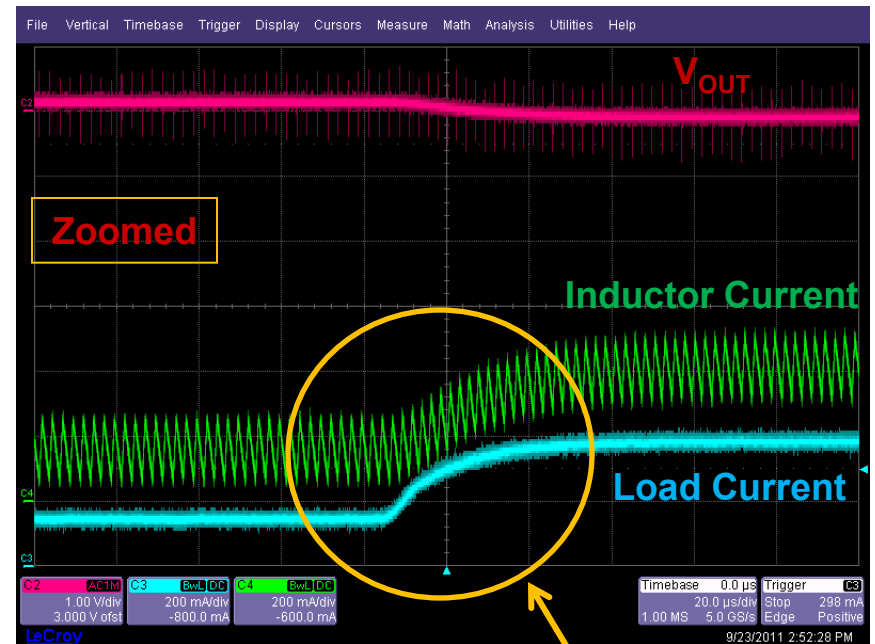 File Vertical Timebase Trigger Display Cursors Measure Math Analysis Utilities Help
C2
VOUT
Zoomed
Inductor Current
C4
Load Current
C3
C2 AC1M C3 BwL DC C4 BwL DC Timebase 0.0 µs Trigger C3
1.00 V/div 200 mA/div 200 mA/div 20.0 µs/div Stop 298 mA
3.000 V ofst -800.0 mA -600.0 mA 1.00 MS 5.0 GS/s Edge Positive
LeCroy 9/23/2011 2:52:28 PM